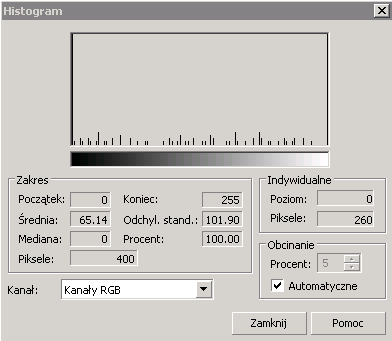 Histogram
Zakres
Początek: 0 Koniec: 255
Średnia: 65.14 Odchyl. stand.: 101.90
Mediana: 0 Procent: 100.00
Piksele: 400
Indywidualne
Poziom: 0
Piksele: 260
Obcinanie
Procent: 5
Automatyczne
Kanał: Kanały RGB
Zamknij Pomoc